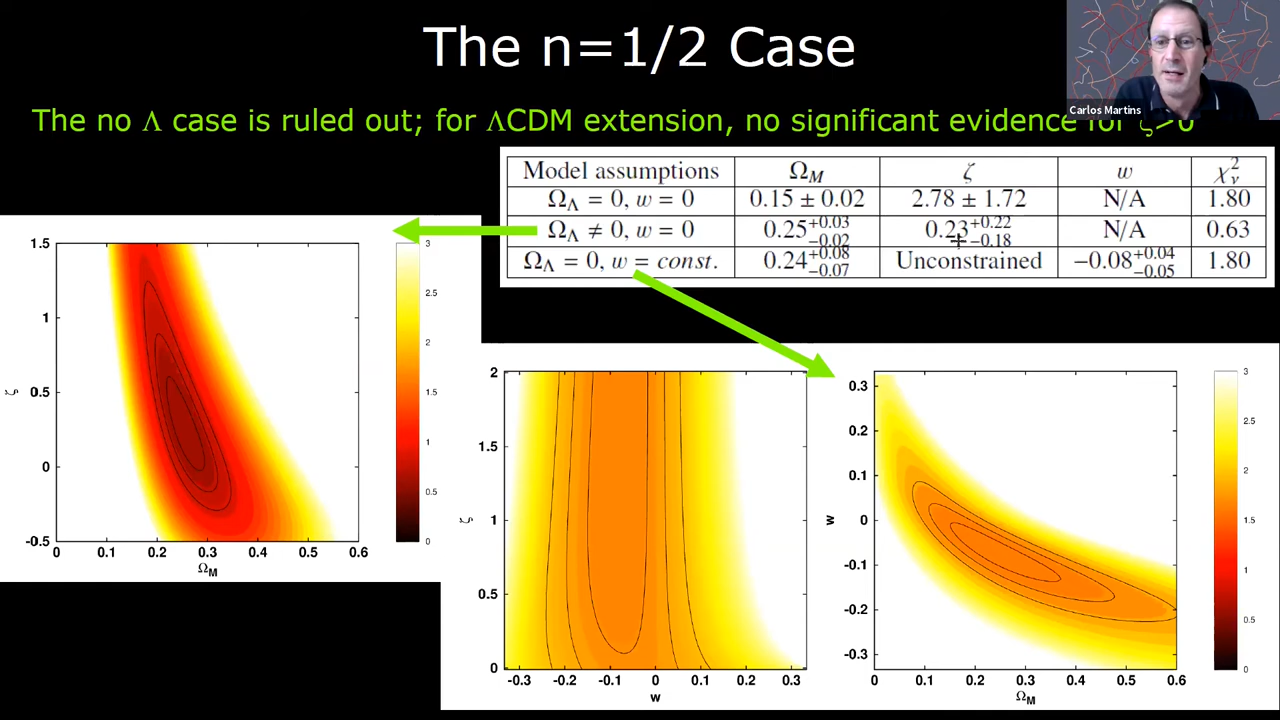 The n=1/2 Case
Carlos Martins
The no Λ case is ruled out; for ΛCDM extension, no significant evidence for ζ>0
Model assumptions Ω_M ζ w χ_ν^2
Ω_Λ = 0, w = 0 0.15 ± 0.02 2.78 ± 1.72 N/A 1.80
Ω_Λ ≠ 0, w = 0 0.25^{+0.03}_{−0.02} 0.23^{+0.22}_{−0.18} N/A 0.63
Ω_Λ = 0, w = const. 0.24^{+0.08}_{−0.07} Unconstrained −0.08^{+0.04}_{−0.05} 1.80
1.5
1
0.5
0
-0.5
ζ
0 0.1 0.2 0.3 0.4 0.5 0.6
Ω_M
3
2.5
2
1.5
1
0.5
0
2
1.5
1
0.5
0
ζ
-0.3 -0.2 -0.1 0 0.1 0.2 0.3
w
0.3
0.2
0.1
0
-0.1
-0.2
-0.3
w
0 0.1 0.2 0.3 0.4 0.5 0.6
Ω_M
3
2.5
2
1.5
1
0.5
0